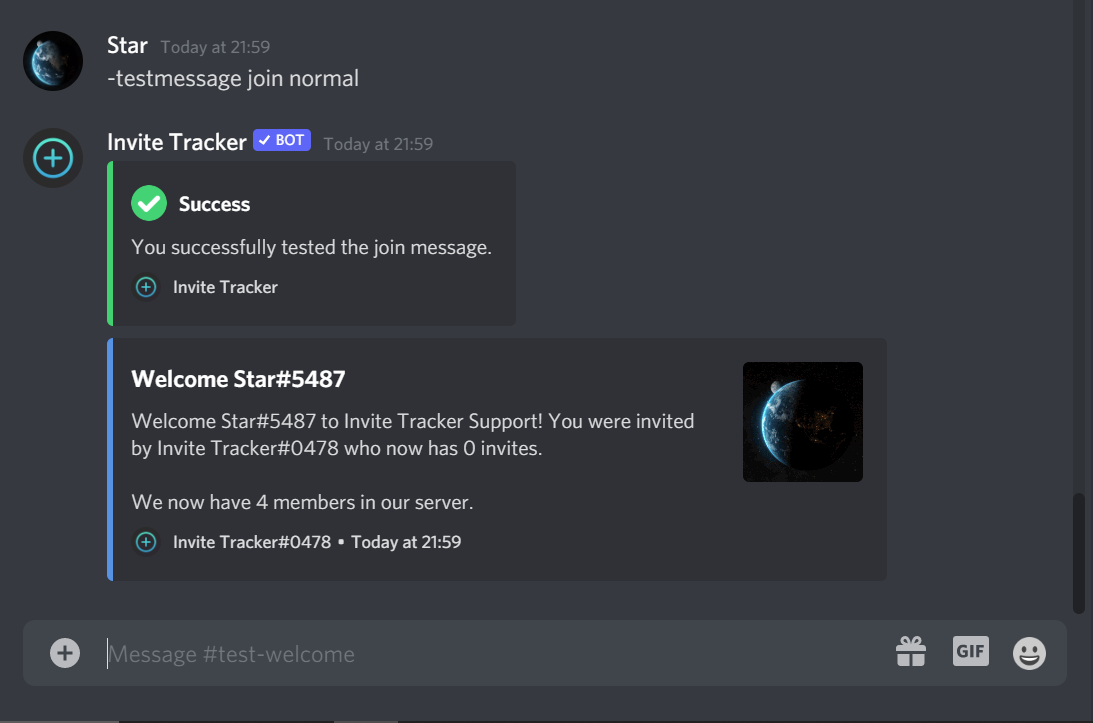 Star Today at 21:59
-testmessage join normal
Invite Tracker BOT Today at 21:59
Success
You successfully tested the join message.
Invite Tracker
Welcome Star#5487
Welcome Star#5487 to Invite Tracker Support! You were invited
by Invite Tracker#0478 who now has 0 invites.
We now have 4 members in our server.
Invite Tracker#0478 • Today at 21:59
Message #test-welcome GIF